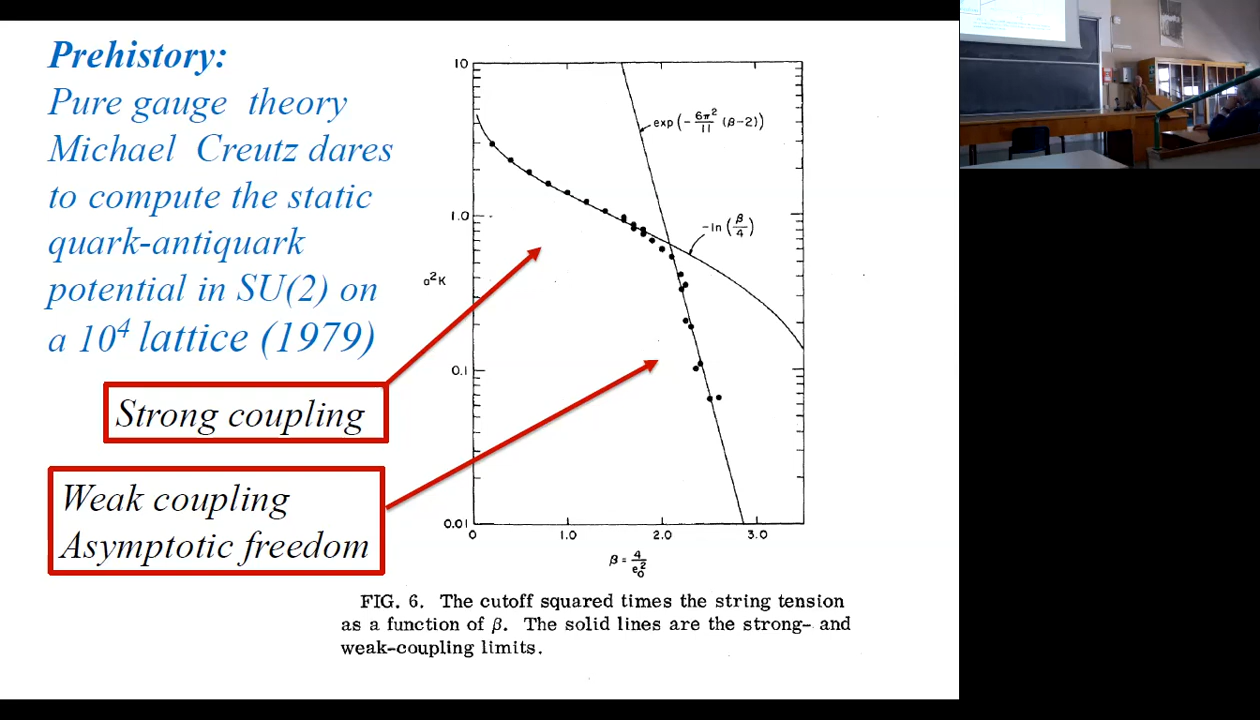 Prehistory:
Pure gauge theory
Michael Creutz dares
to compute the static
quark-antiquark
potential in SU(2) on
a 10⁴ lattice (1979)
Strong coupling
Weak coupling
Asymptotic freedom
10
1.0
0.1
0.01
a²K
exp(-6π²/11 (β-2))
-ln(β/4)
0 1.0 2.0 3.0
β = 4/e₀²
FIG. 6. The cutoff squared times the string tension
as a function of β. The solid lines are the strong- and
weak-coupling limits.